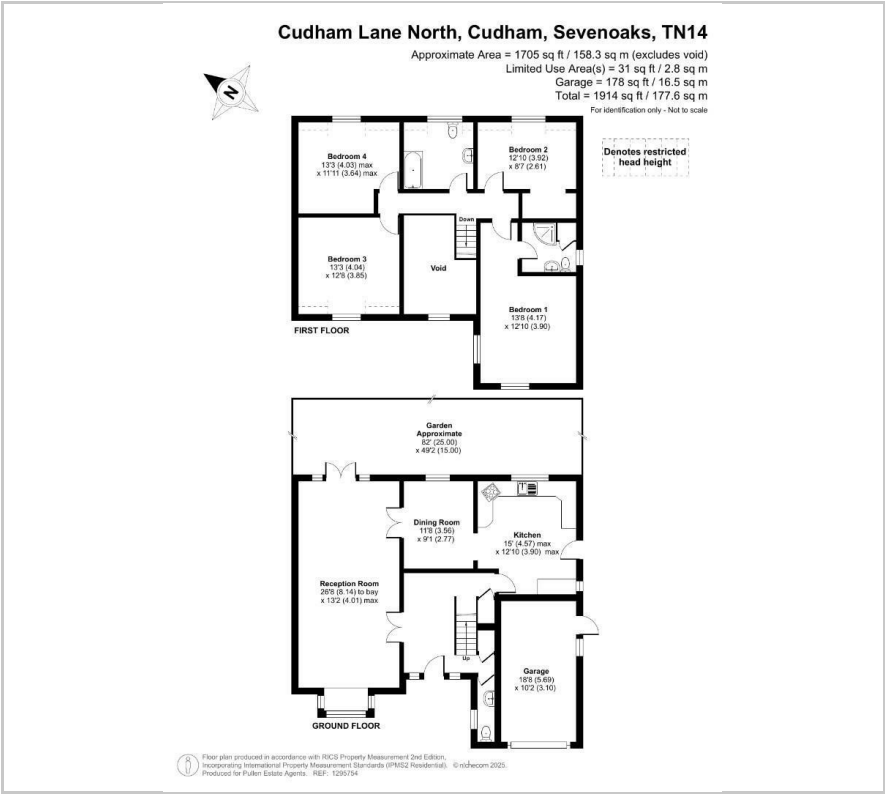 Cudham Lane North, Cudham, Sevenoaks, TN14
Approximate Area = 1705 sq ft / 158.3 sq m (excludes void)
Limited Use Area(s) = 31 sq ft / 2.8 sq m
Garage = 178 sq ft / 16.5 sq m
Total = 1914 sq ft / 177.6 sq m
For identification only - Not to scale
N
Denotes restricted
head height
Bedroom 4
13'3 (4.03) max
x 11'11 (3.64) max
Bedroom 2
12'10 (3.92)
x 8'7 (2.61)
Down
Bedroom 3
13'3 (4.04)
x 12'8 (3.85)
Void
Bedroom 1
13'8 (4.17)
x 12'10 (3.90)
FIRST FLOOR
Garden
Approximate
82' (25.00)
x 49'2 (15.00)
Dining Room
11'8 (3.56)
x 9'1 (2.77)
Kitchen
15' (4.57) max
x 12'10 (3.90) max
Reception Room
26'8 (8.14) to bay
x 13'2 (4.01) max
Up
Garage
18'8 (5.69)
x 10'2 (3.10)
GROUND FLOOR
Floor plan produced in accordance with RICS Property Measurement 2nd Edition,
Incorporating International Property Measurement Standards (IPMS2 Residential). © nichecom 2025.
Produced for Pullen Estate Agents. REF: 1295754